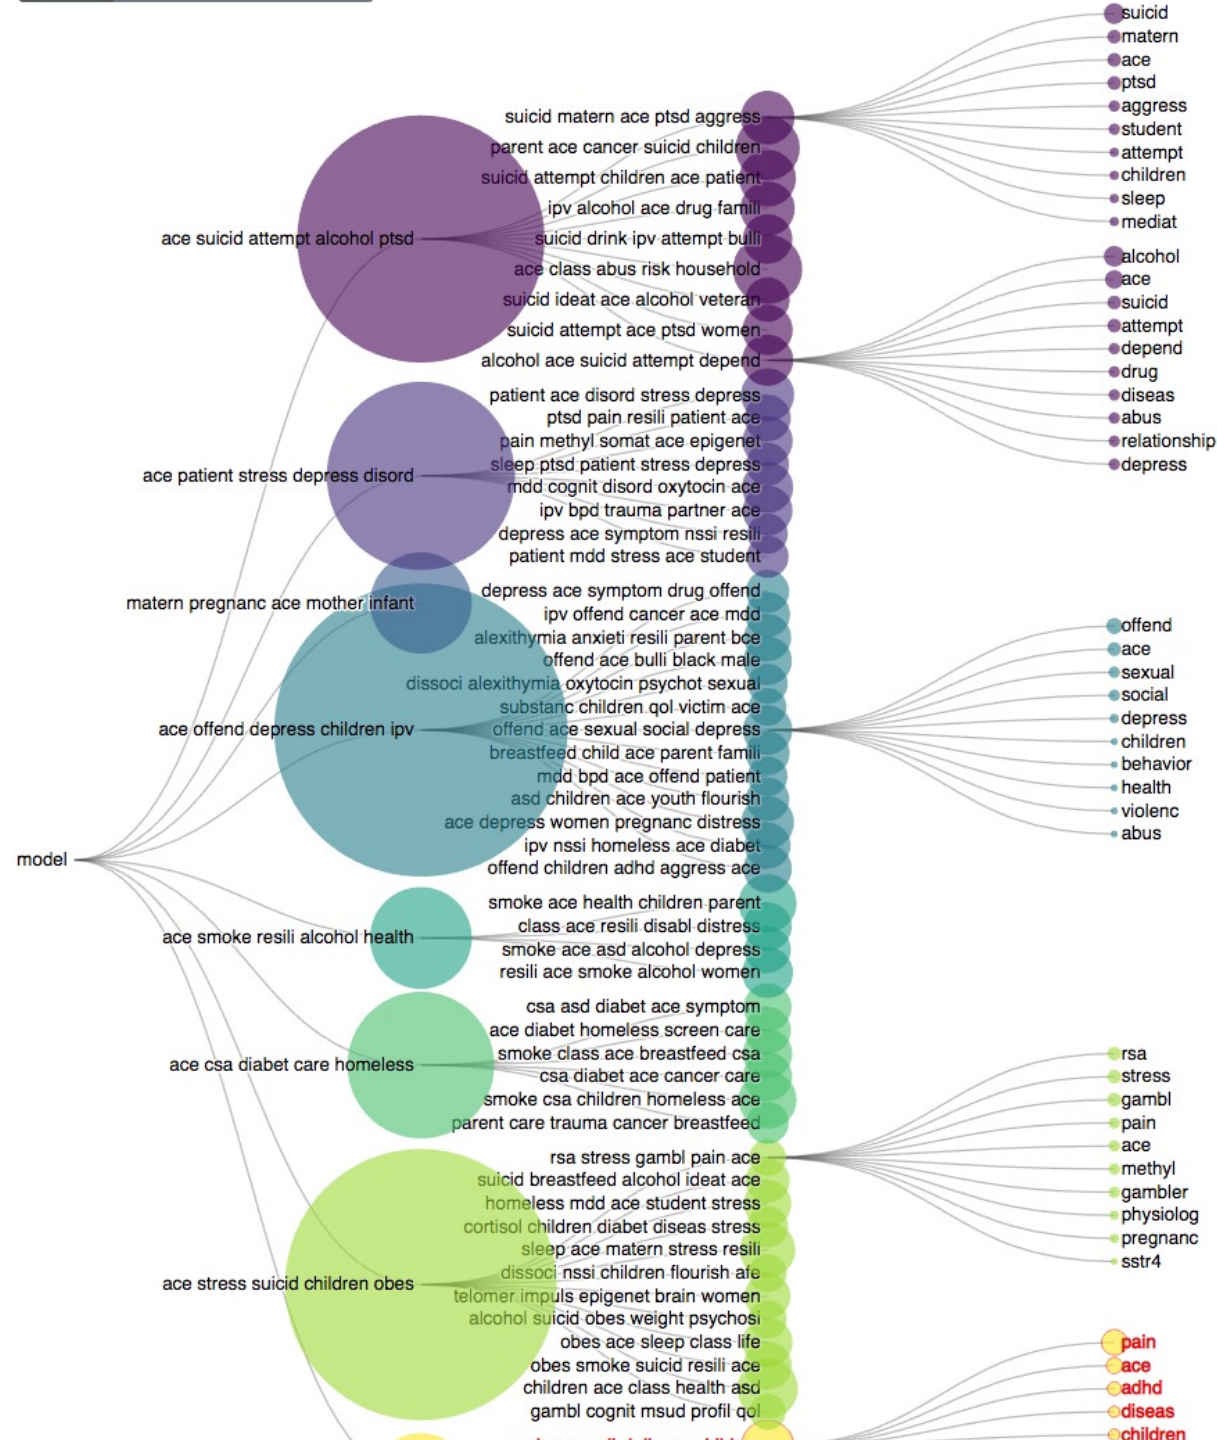 model
ace suicid attempt alcohol ptsd
ace patient stress depress disord
matern pregnanc ace mother infant
ace offend depress children ipv
ace smoke resili alcohol health
ace csa diabet care homeless
ace stress suicid children obes
suicid matern ace ptsd aggress
parent ace cancer suicid children
suicid attempt children ace patient
ipv alcohol ace drug famili
suicid drink ipv attempt bulli
ace class abus risk household
suicid ideat ace alcohol veteran
suicid attempt ace ptsd women
alcohol ace suicid attempt depend
patient ace disord stress depress
ptsd pain resili patient ace
pain methyl somat ace epigenet
sleep ptsd patient stress depress
mdd cognit disord oxytocin ace
ipv bpd trauma partner ace
depress ace symptom nssi resili
patient mdd stress ace student
depress ace symptom drug offend
ipv offend cancer ace mdd
alexithymia anxieti resili parent bce
offend ace bulli black male
dissoci alexithymia oxytocin psychot sexual
substanc children qol victim ace
offend ace sexual social depress
breastfeed child ace parent famili
mdd bpd ace offend patient
asd children ace youth flourish
ace depress women pregnanc distress
ipv nssi homeless ace diabet
offend children adhd aggress ace
smoke ace health children parent
class ace resili disabl distress
smoke ace asd alcohol depress
resili ace smoke alcohol women
csa asd diabet ace symptom
ace diabet homeless screen care
smoke class ace breastfeed csa
csa diabet ace cancer care
smoke csa children homeless ace
parent care trauma cancer breastfeed
rsa stress gambl pain ace
suicid breastfeed alcohol ideat ace
homeless mdd ace student stress
cortisol children diabet diseas stress
sleep ace matern stress resili
dissoci nssi children flourish afe
telomer impuls epigenet brain women
alcohol suicid obes weight psychosi
obes ace sleep class life
obes smoke suicid resili ace
children ace class health asd
gambl cognit msud profil qol
suicid
matern
ace
ptsd
aggress
student
attempt
children
sleep
mediat
alcohol
ace
suicid
attempt
depend
drug
diseas
abus
relationship
depress
offend
ace
sexual
social
depress
children
behavior
health
violenc
abus
rsa
stress
gambl
pain
ace
methyl
gambler
physiolog
pregnanc
sstr4
pain
ace
adhd
diseas
children